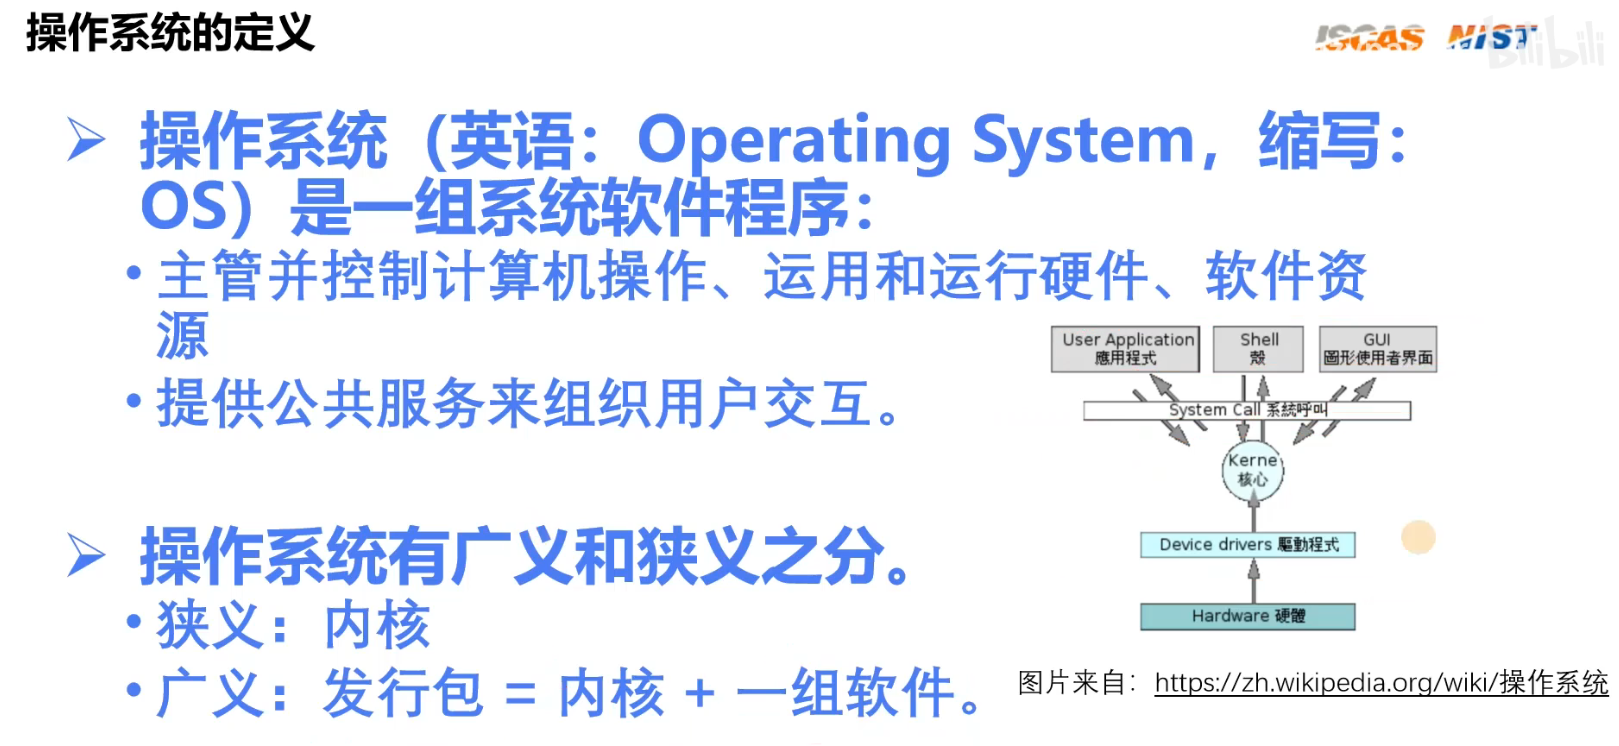 操作系统的定义
ISCAS NIST
bilibili
操作系统（英语：Operating System，缩写：
OS）是一组系统软件程序：
主管并控制计算机操作、运用和运行硬件、软件资
源
提供公共服务来组织用户交互。
User Application
應用程式
Shell
殼
GUI
圖形使用者界面
System Call 系統呼叫
Kerne
核心
Device drivers 驅動程式
Hardware 硬體
操作系统有广义和狭义之分。
狭义：内核
广义：发行包 = 内核 + 一组软件。
图片来自：https://zh.wikipedia.org/wiki/操作系统